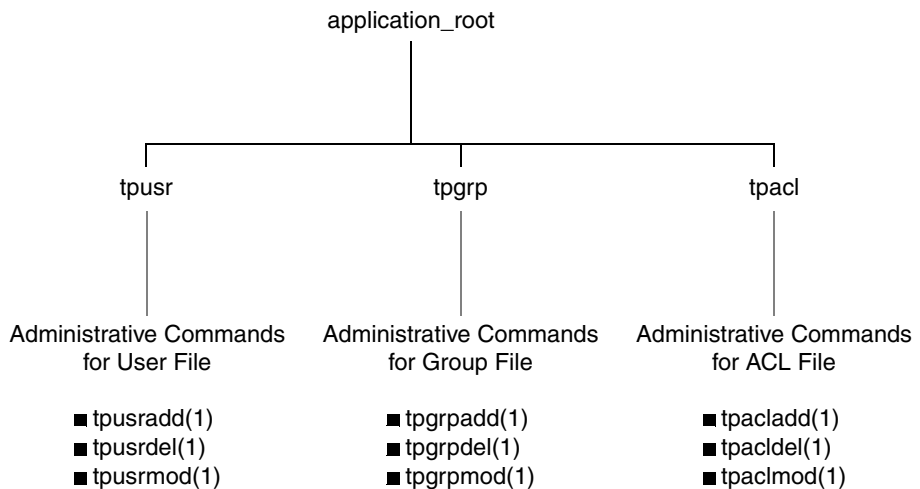 application_root
tpusr
tpgrp
tpacl
Administrative Commands
for User File
Administrative Commands
for Group File
Administrative Commands
for ACL File
■ tpusradd(1)
■ tpusrdel(1)
■ tpusrmod(1)
■ tpgrpadd(1)
■ tpgrpdel(1)
■ tpgrpmod(1)
■ tpacladd(1)
■ tpacldel(1)
■ tpaclmod(1)